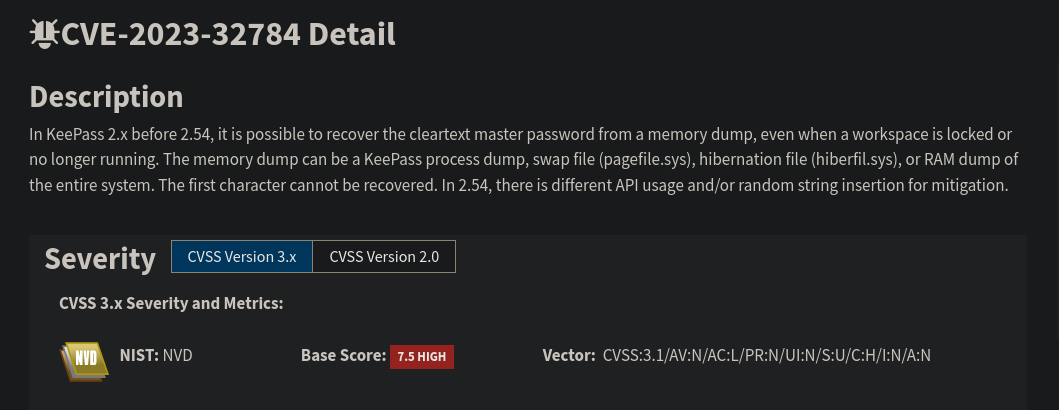 CVE-2023-32784 Detail
Description
In KeePass 2.x before 2.54, it is possible to recover the cleartext master password from a memory dump, even when a workspace is locked or
no longer running. The memory dump can be a KeePass process dump, swap file (pagefile.sys), hibernation file (hiberfil.sys), or RAM dump of
the entire system. The first character cannot be recovered. In 2.54, there is different API usage and/or random string insertion for mitigation.
Severity CVSS Version 3.x CVSS Version 2.0
CVSS 3.x Severity and Metrics:
NVD NIST: NVD Base Score: 7.5 HIGH Vector: CVSS:3.1/AV:N/AC:L/PR:N/UI:N/S:U/C:H/I:N/A:N